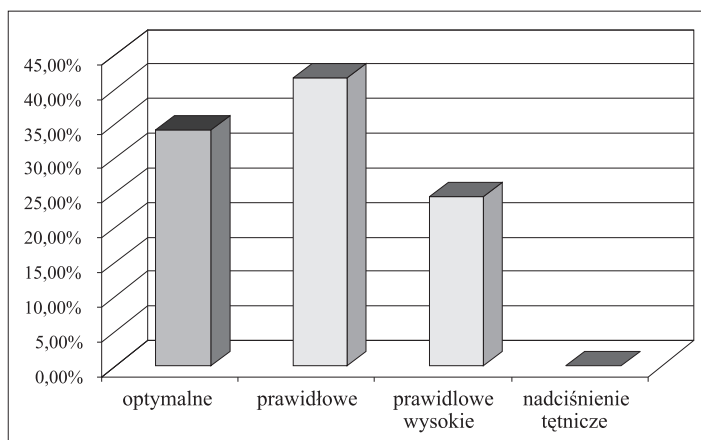 45,00%
40,00%
35,00%
30,00%
25,00%
20,00%
15,00%
10,00%
5,00%
0,00%
optymalne
prawidłowe
prawidlowe
wysokie
nadciśnienie
tętnicze